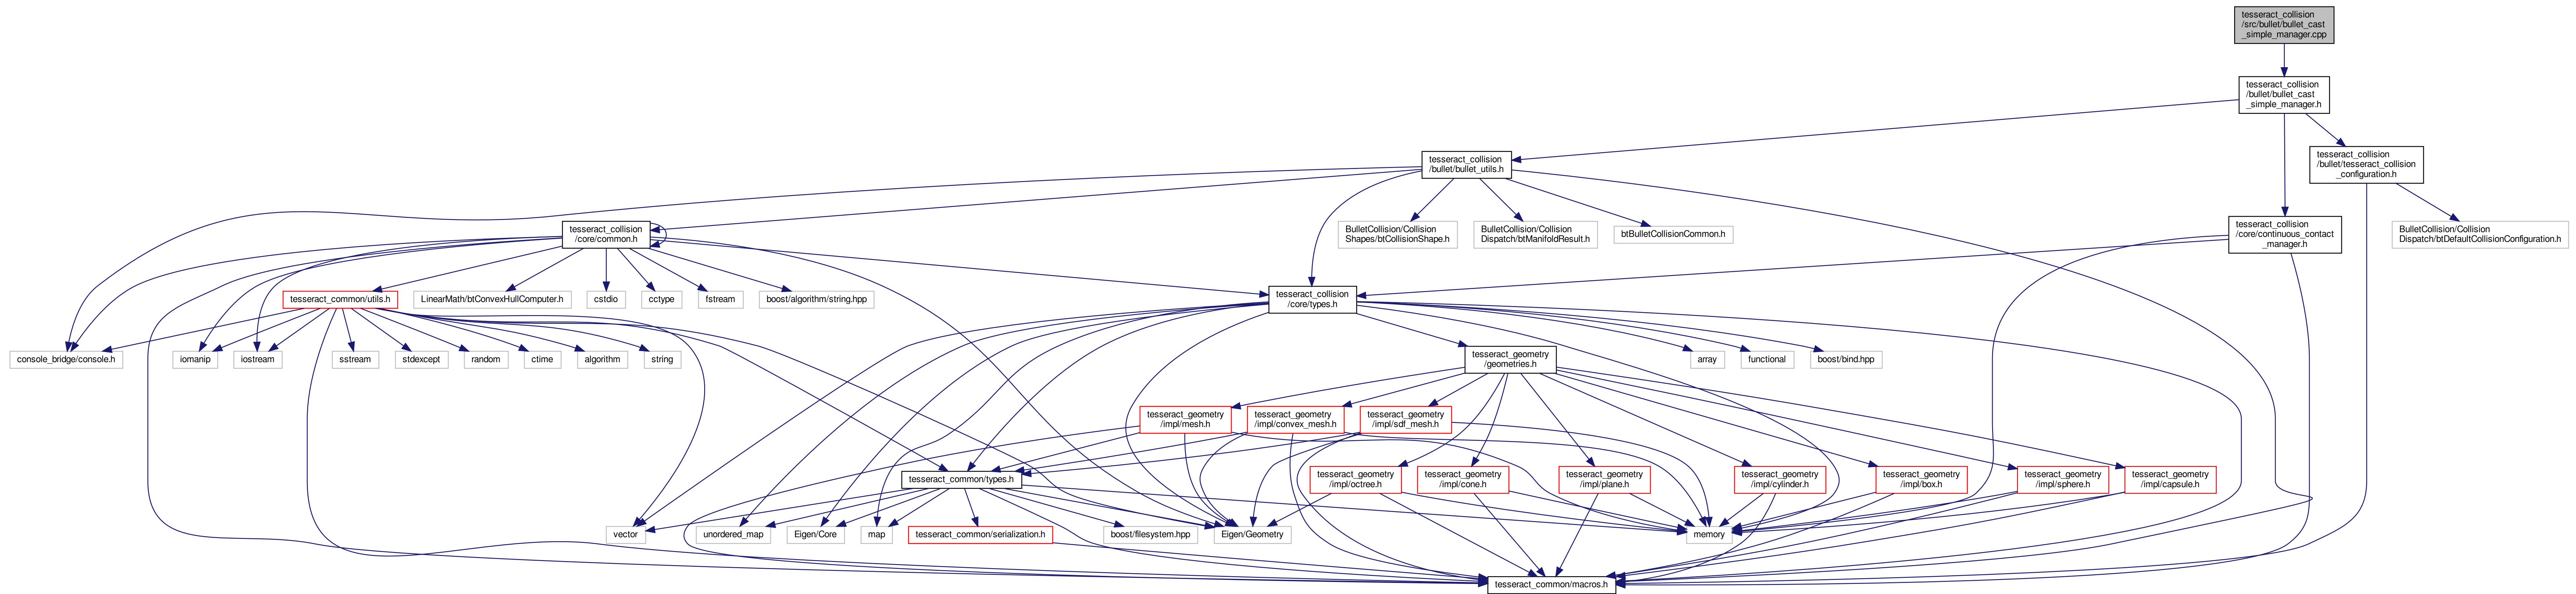 tesseract_collision
/src/bullet/bullet_cast
_simple_manager.cpp
tesseract_collision
/bullet/bullet_cast
_simple_manager.h
tesseract_collision
/bullet/bullet_utils.h
tesseract_collision
/bullet/tesseract_collision
_configuration.h
tesseract_collision
/core/common.h
BulletCollision/Collision
Shapes/btCollisionShape.h
BulletCollision/Collision
Dispatch/btManifoldResult.h
btBulletCollisionCommon.h
tesseract_collision
/core/continuous_contact
_manager.h
BulletCollision/Collision
Dispatch/btDefaultCollisionConfiguration.h
tesseract_common/utils.h
LinearMath/btConvexHullComputer.h
cstdio
cctype
fstream
boost/algorithm/string.hpp
tesseract_collision
/core/types.h
console_bridge/console.h
iomanip
iostream
sstream
stdexcept
random
ctime
algorithm
string
tesseract_geometry
/geometries.h
array
functional
boost/bind.hpp
tesseract_geometry
/impl/mesh.h
tesseract_geometry
/impl/convex_mesh.h
tesseract_geometry
/impl/sdf_mesh.h
tesseract_common/types.h
tesseract_geometry
/impl/octree.h
tesseract_geometry
/impl/cone.h
tesseract_geometry
/impl/plane.h
tesseract_geometry
/impl/cylinder.h
tesseract_geometry
/impl/box.h
tesseract_geometry
/impl/sphere.h
tesseract_geometry
/impl/capsule.h
vector
unordered_map
Eigen/Core
map
tesseract_common/serialization.h
boost/filesystem.hpp
Eigen/Geometry
memory
tesseract_common/macros.h